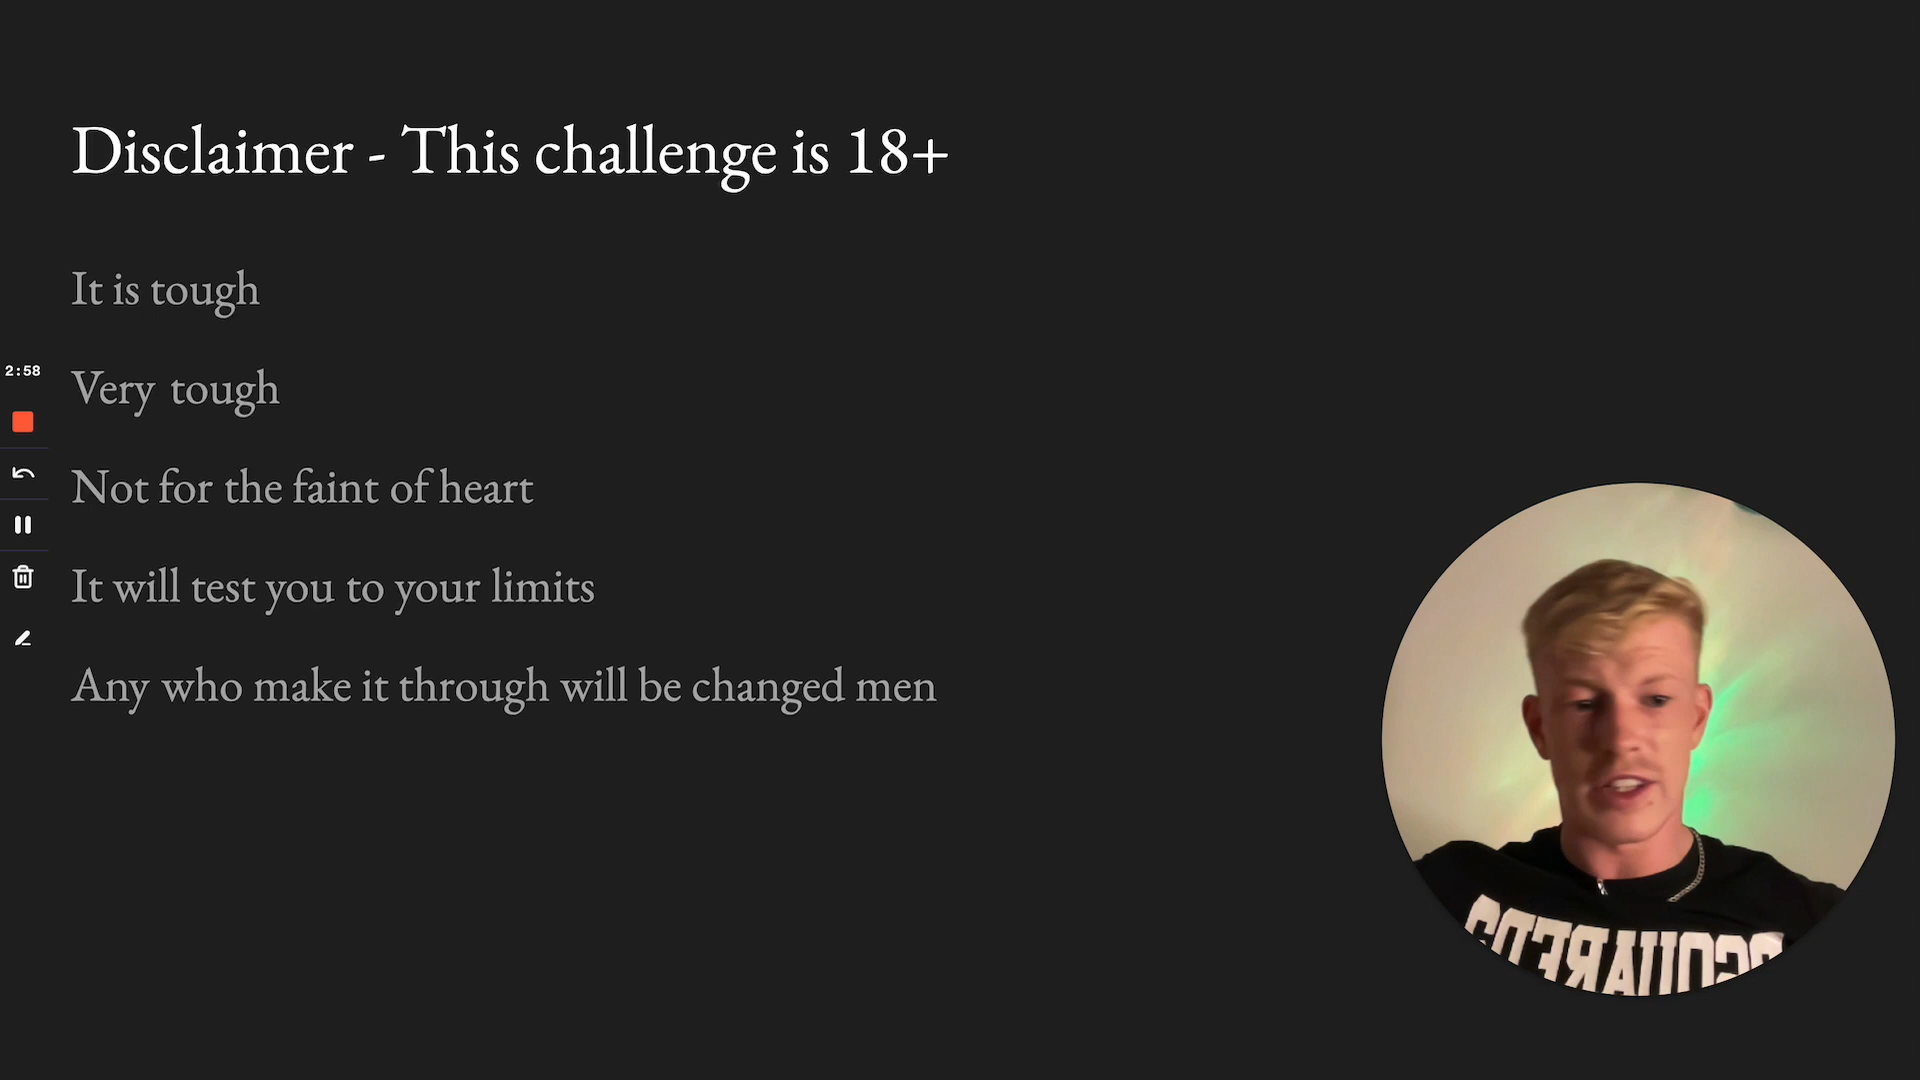 Disclaimer - This challenge is 18+
It is tough
Very tough
2:58
Not for the faint of heart
It will test you to your limits
Any who make it through will be changed men